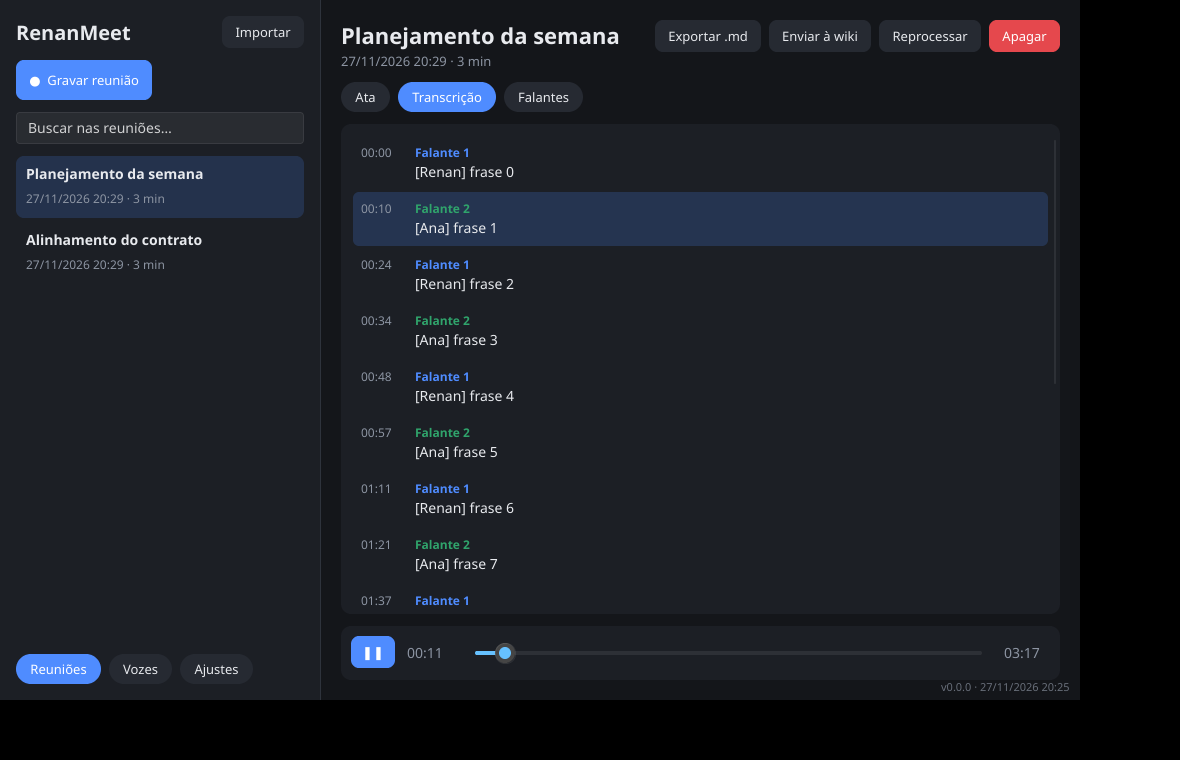 RenanMeet
Importar
Gravar reunião
Buscar nas reuniões...
Planejamento da semana
27/11/2026 20:29 · 3 min
Alinhamento do contrato
27/11/2026 20:29 · 3 min
Reuniões
Vozes
Ajustes
Planejamento da semana
27/11/2026 20:29 · 3 min
Exportar .md
Enviar à wiki
Reprocessar
Apagar
Ata
Transcrição
Falantes
00:00 Falante 1
[Renan] frase 0
00:10 Falante 2
[Ana] frase 1
00:24 Falante 1
[Renan] frase 2
00:34 Falante 2
[Ana] frase 3
00:48 Falante 1
[Renan] frase 4
00:57 Falante 2
[Ana] frase 5
01:11 Falante 1
[Renan] frase 6
01:21 Falante 2
[Ana] frase 7
01:37 Falante 1
00:11
03:17
v0.0.0 · 27/11/2026 20:25